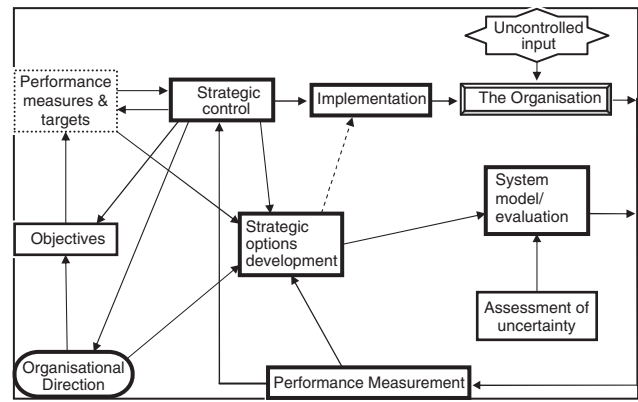 Uncontrolled
input
Performance
measures &
targets
Strategic
control
Implementation
The Organisation
System
model/
evaluation
Objectives
Strategic
options
development
Assessment of
uncertainty
Organisational
Direction
Performance Measurement